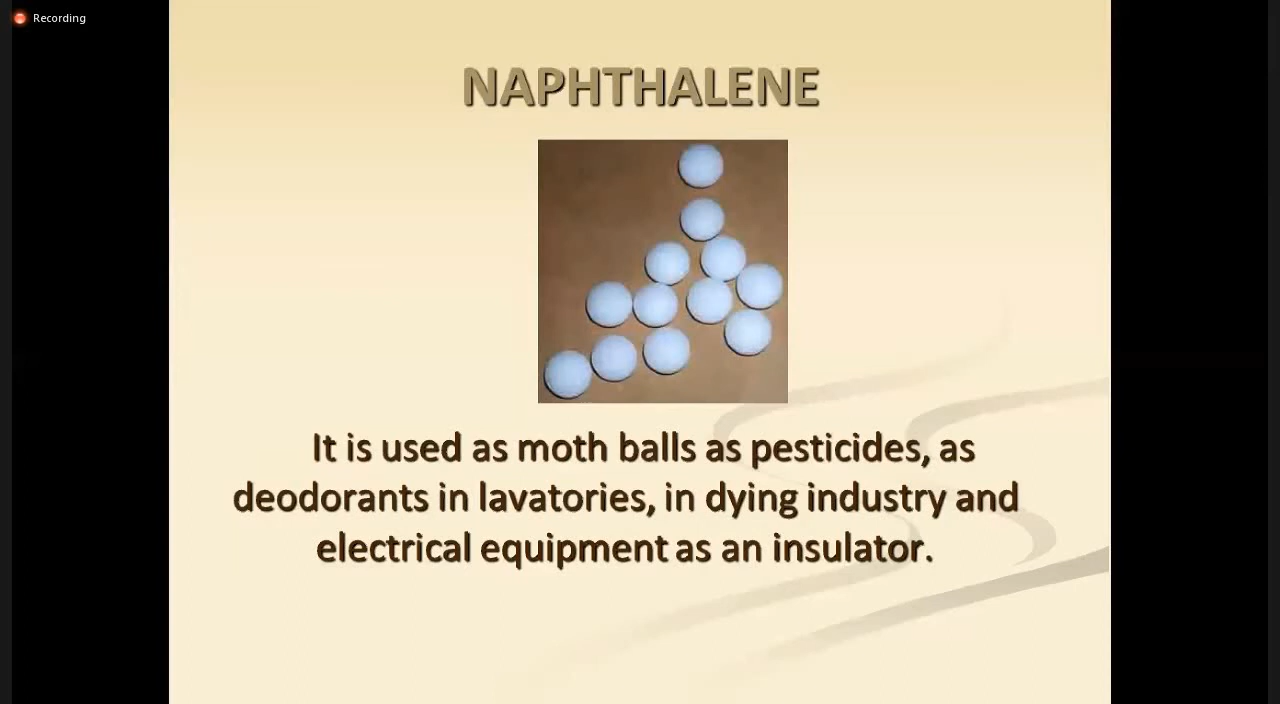 Recording
NAPHTHALENE
It is used as moth balls as pesticides, as
deodorants in lavatories, in dying industry and
electrical equipment as an insulator.